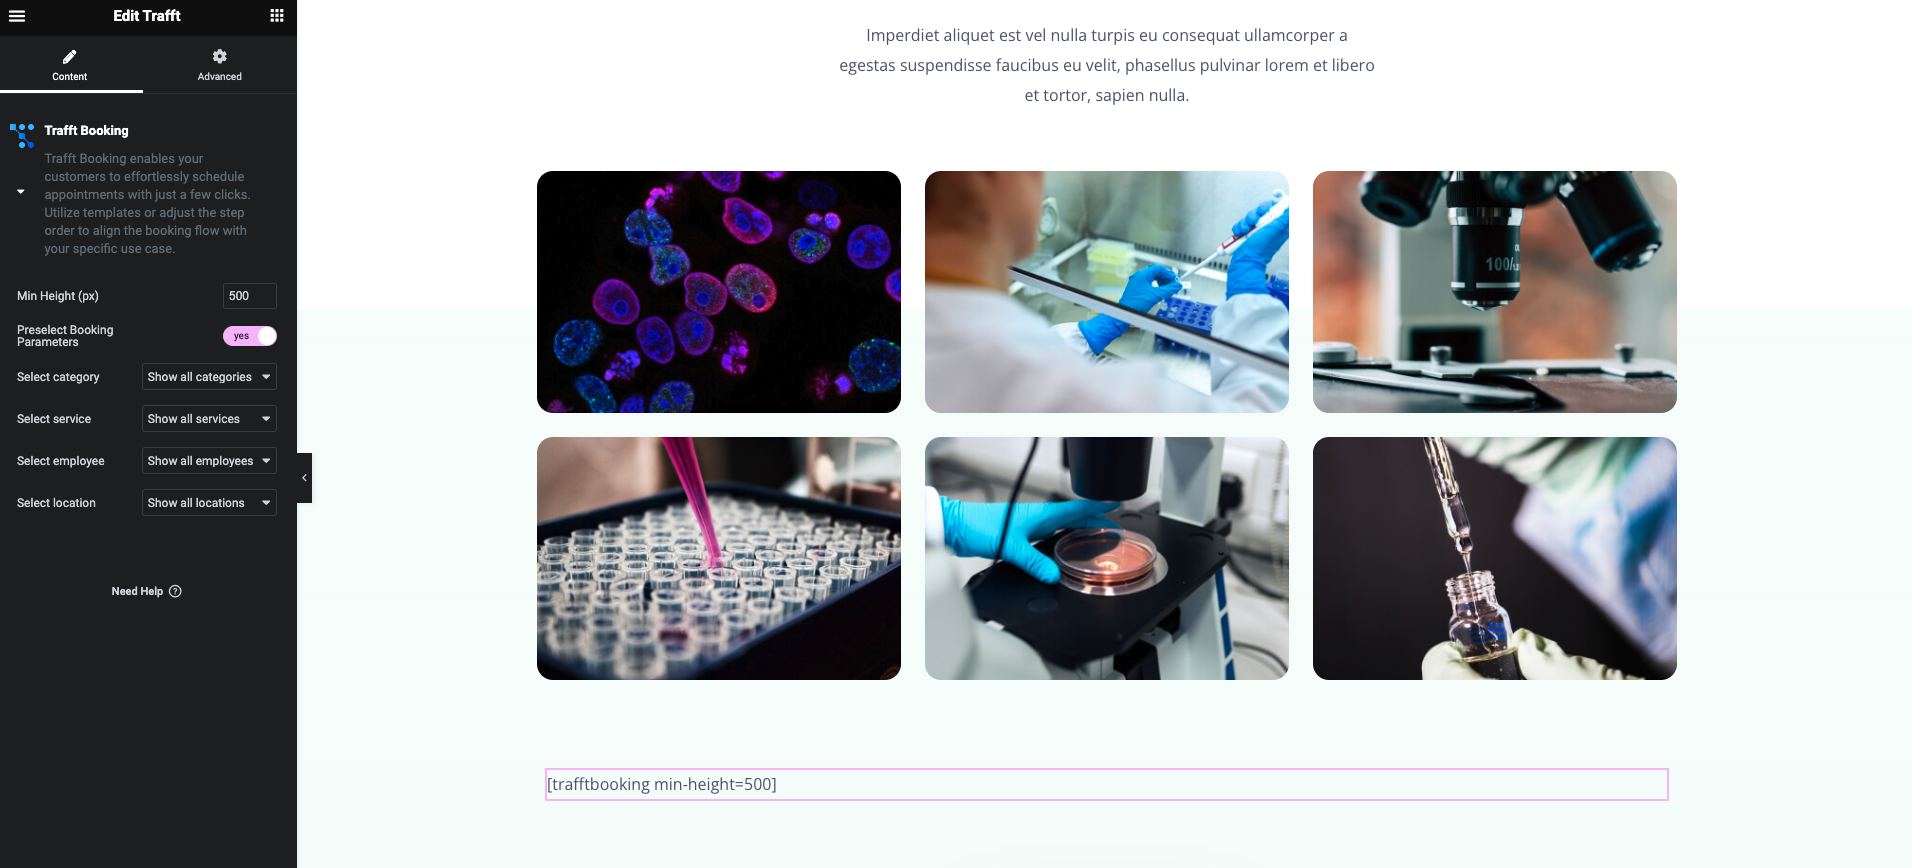 Edit Trafft
Content
Advanced
Trafft Booking
Trafft Booking enables your
customers to effortlessly schedule
appointments with just a few clicks.
Utilize templates or adjust the step
order to align the booking flow with
your specific use case.
Min Height (px)
500
Preselect Booking
Parameters
yes
Select category
Show all categories
Select service
Show all services
Select employee
Show all employees
Select location
Show all locations
Need Help
Imperdiet aliquet est vel nulla turpis eu consequat ullamcorper a
egestas suspendisse faucibus eu velit, phasellus pulvinar lorem et libero
et tortor, sapien nulla.
[trafftbooking min-height=500]